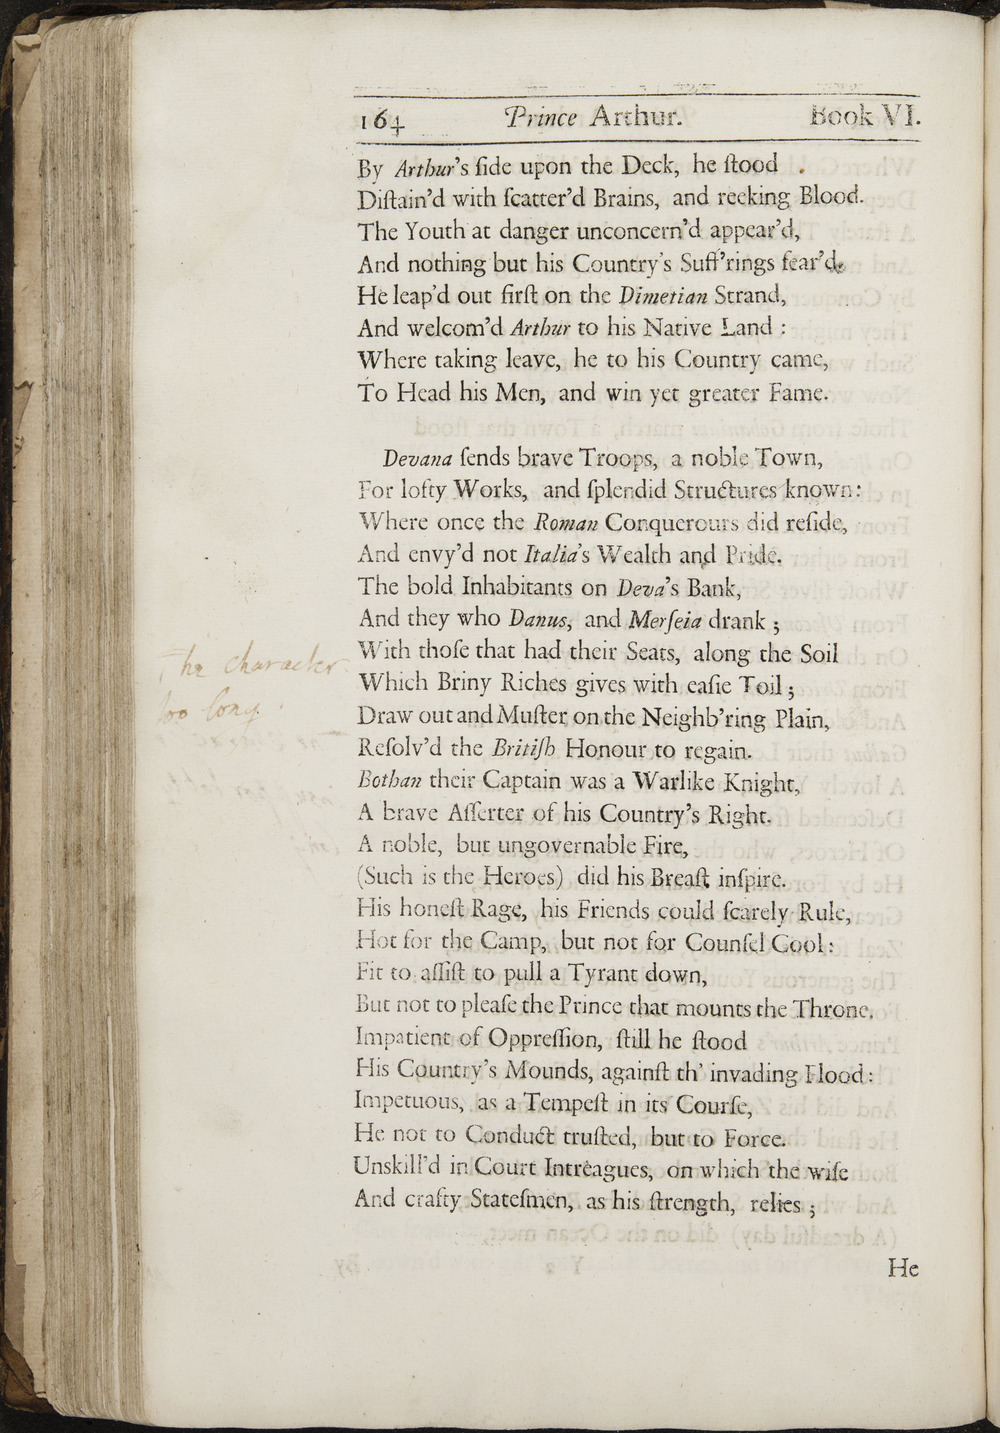 164 Prince Arthur. Book VI.
By Arthur's ſide upon the Deck, he ſtood
Diſtain'd with ſcatter'd Brains, and reeking Blood.
The Youth at danger unconcern'd appear'd,
And nothing but his Country's Suff'rings fear'd.
He leap'd out firſt on the Dimetian Strand,
And welcom'd Arthur to his Native Land :
Where taking leave, he to his Country came,
To Head his Men, and win yet greater Fame.
Devana ſends brave Troops, a noble Town,
For lofty Works, and ſplendid Structures known:
Where once the Roman Conquerours did reſide,
And envy'd not Italia's Wealth and Pride.
The bold Inhabitants on Deva's Bank,
And they who Danus, and Merſeia drank ;
With thoſe that had their Seats, along the Soil
Which Briny Riches gives with eaſie Toil ;
The character
too long.
Draw out and Muſter on the Neighb'ring Plain,
Reſolv'd the Britiſh Honour to regain.
Bothan their Captain was a Warlike Knight,
A brave Aſſerter of his Country's Right.
A noble, but ungovernable Fire,
(Such is the Heroes) did his Breaſt inſpire.
His honeſt Rage, his Friends could ſcarely Rule,
Hot for the Camp, but not for Counſel Cool :
Fit to aſſiſt to pull a Tyrant down,
But not to pleaſe the Prince that mounts the Throne.
Impatient of Oppreſſion, ſtill he ſtood
His Country's Mounds, againſt th' invading Flood :
Impetuous, as a Tempeſt in its Courſe,
He not to Conduct truſted, but to Force.
Unskill'd in Court Intreagues, on which the wiſe
And crafty Stateſmen, as his ſtrength, relies ;
He